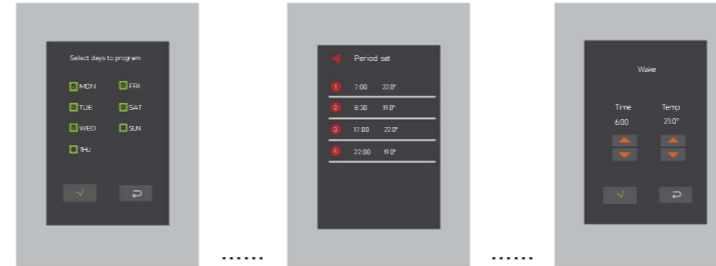 Select days to program
MON FRI
TUE SAT
WED SUN
THU
......
Period set
1 7:00 22.0°
2 8:30 19.0°
3 17:00 22.0°
4 22:00 19.0°
......
Wake
Time Temp
6:00 21.0°